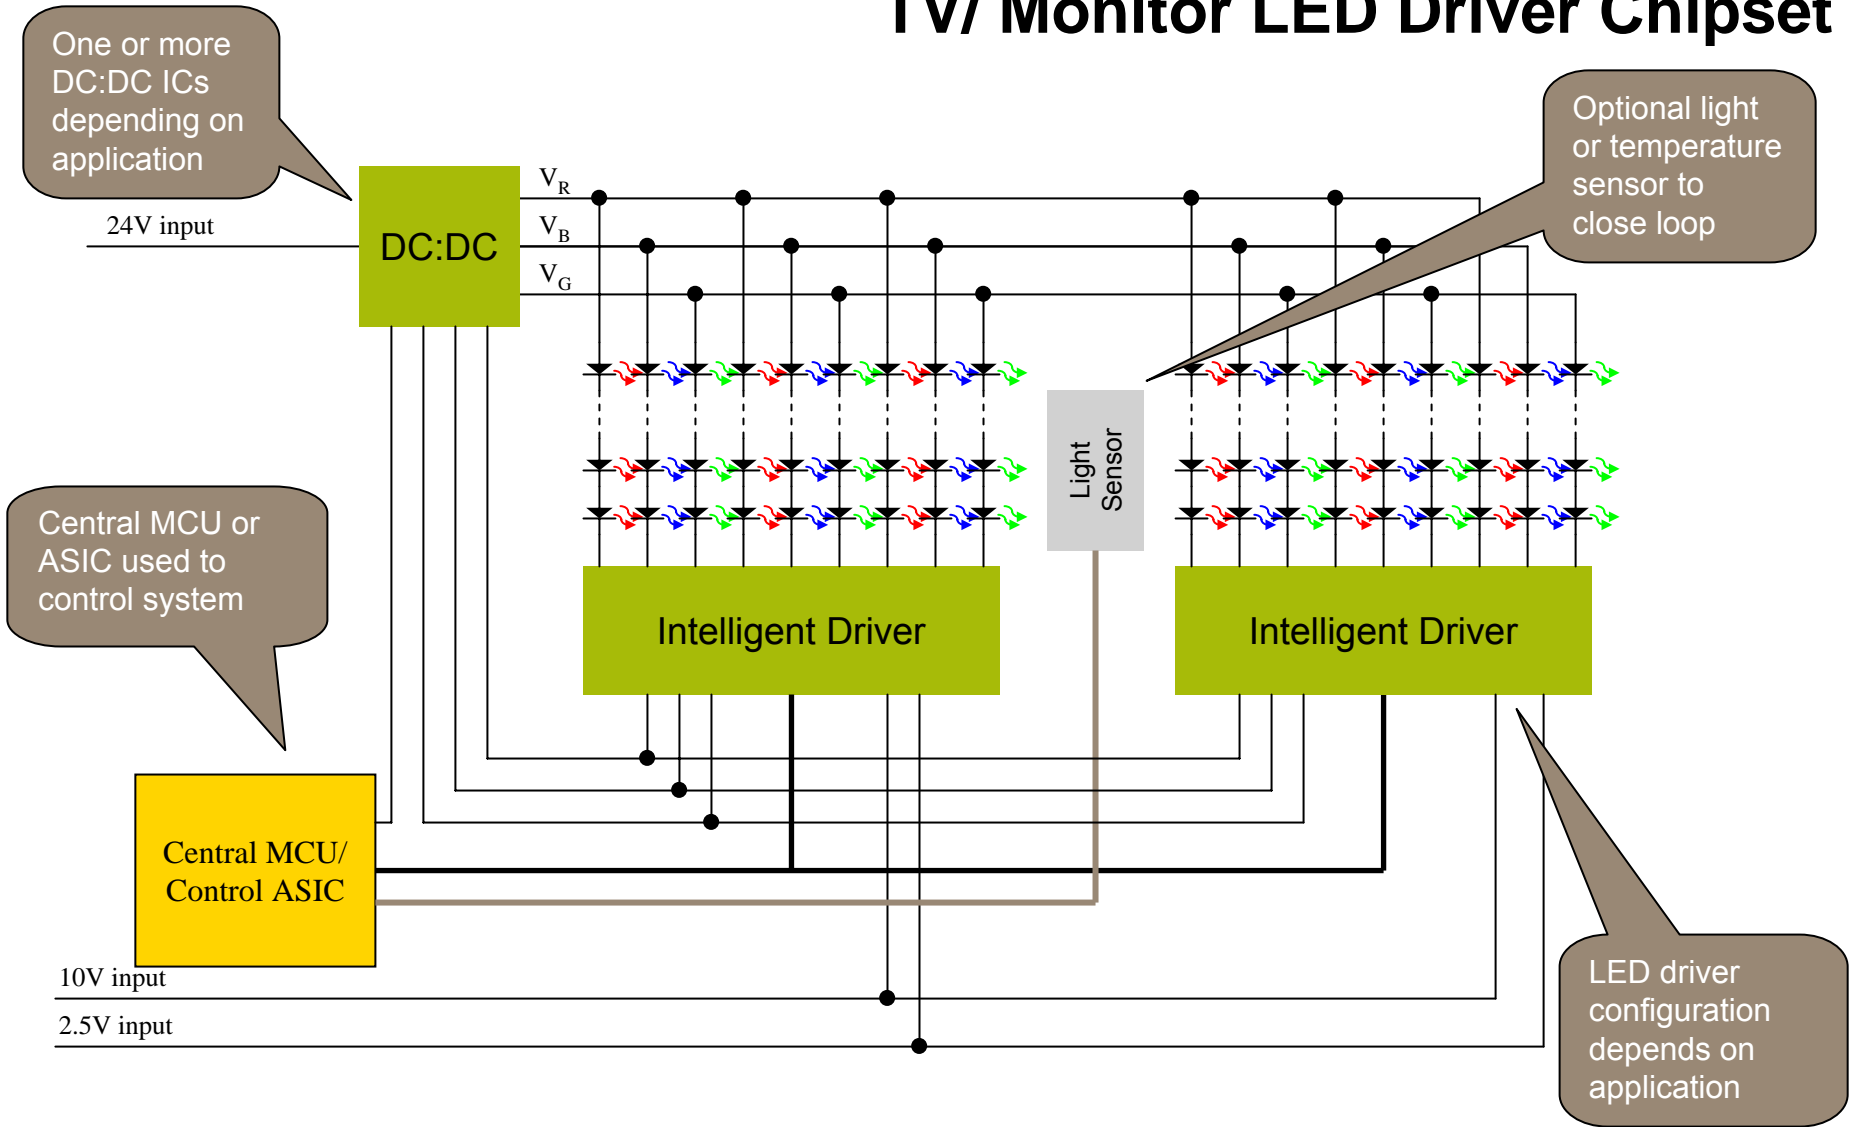 TV/ Monitor LED Driver Chipset
One or more
DC:DC ICs
depending on
application
Optional light
or temperature
sensor to
close loop
24V input
DC:DC
VR
VB
VG
Light
Sensor
Central MCU or
ASIC used to
control system
Intelligent Driver
Intelligent Driver
Central MCU/
Control ASIC
10V input
2.5V input
LED driver
configuration
depends on
application